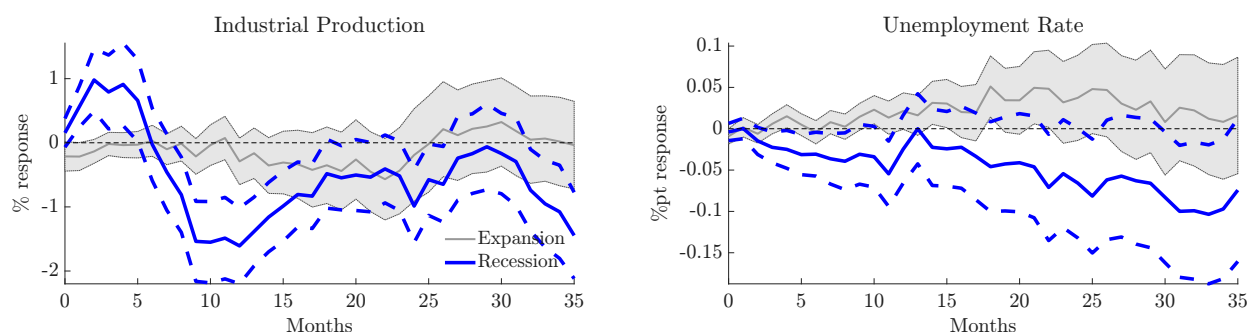 Industrial Production
% response
1
0
-1
-2
0 5 10 15 20 25 30 35
Months
Expansion
Recession
Unemployment Rate
%pt response
0.1
0.05
0
-0.05
-0.1
-0.15
0 5 10 15 20 25 30 35
Months